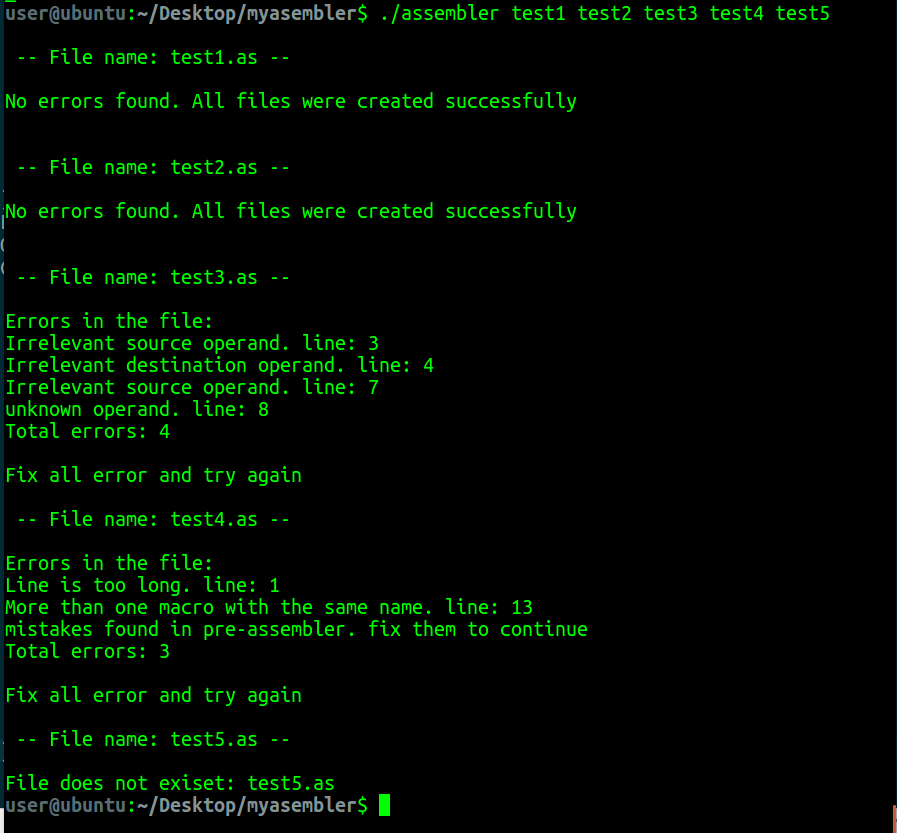 user@ubuntu:~/Desktop/myasembler$ ./assembler test1 test2 test3 test4 test5
-- File name: test1.as --
No errors found. All files were created successfully
-- File name: test2.as --
No errors found. All files were created successfully
-- File name: test3.as --
Errors in the file:
Irrelevant source operand. line: 3
Irrelevant destination operand. line: 4
Irrelevant source operand. line: 7
unknown operand. line: 8
Total errors: 4
Fix all error and try again
-- File name: test4.as --
Errors in the file:
Line is too long. line: 1
More than one macro with the same name. line: 13
mistakes found in pre-assembler. fix them to continue
Total errors: 3
Fix all error and try again
-- File name: test5.as --
File does not exiset: test5.as
user@ubuntu:~/Desktop/myasembler$